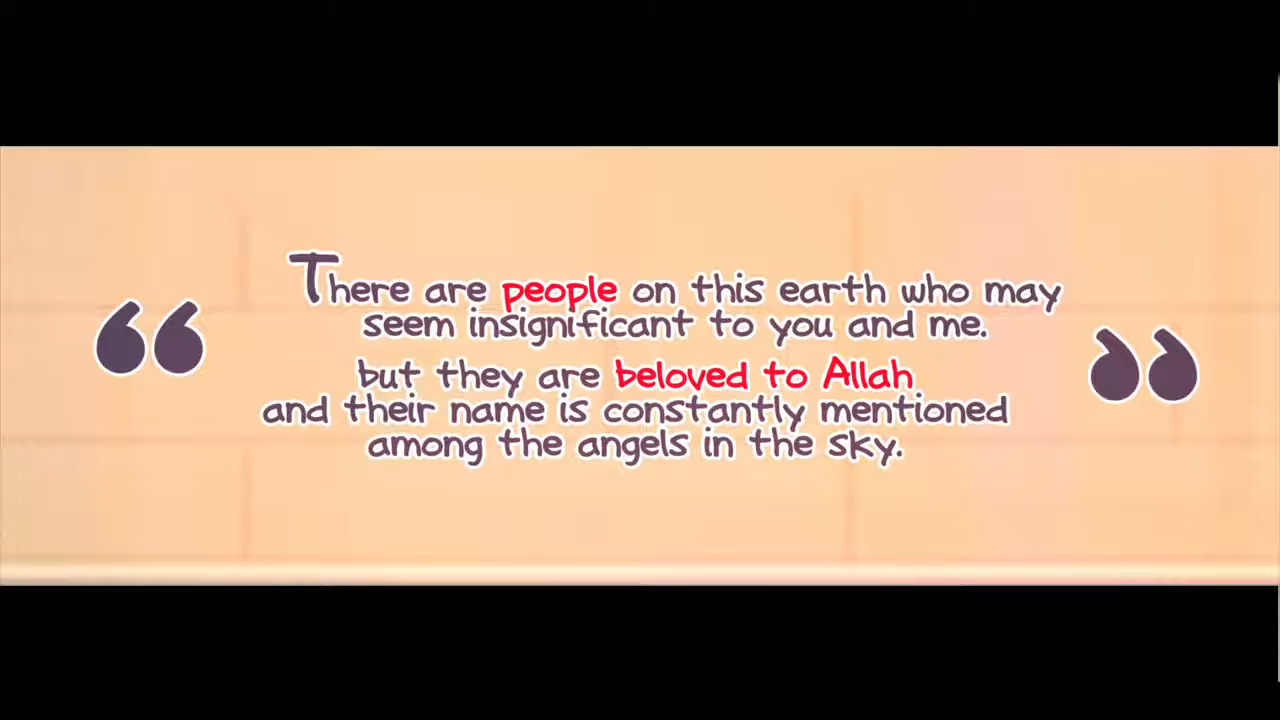 There are people on this earth who may
seem insignificant to you and me.
but they are beloved to Allah
and their name is constantly mentioned
among the angels in the sky.